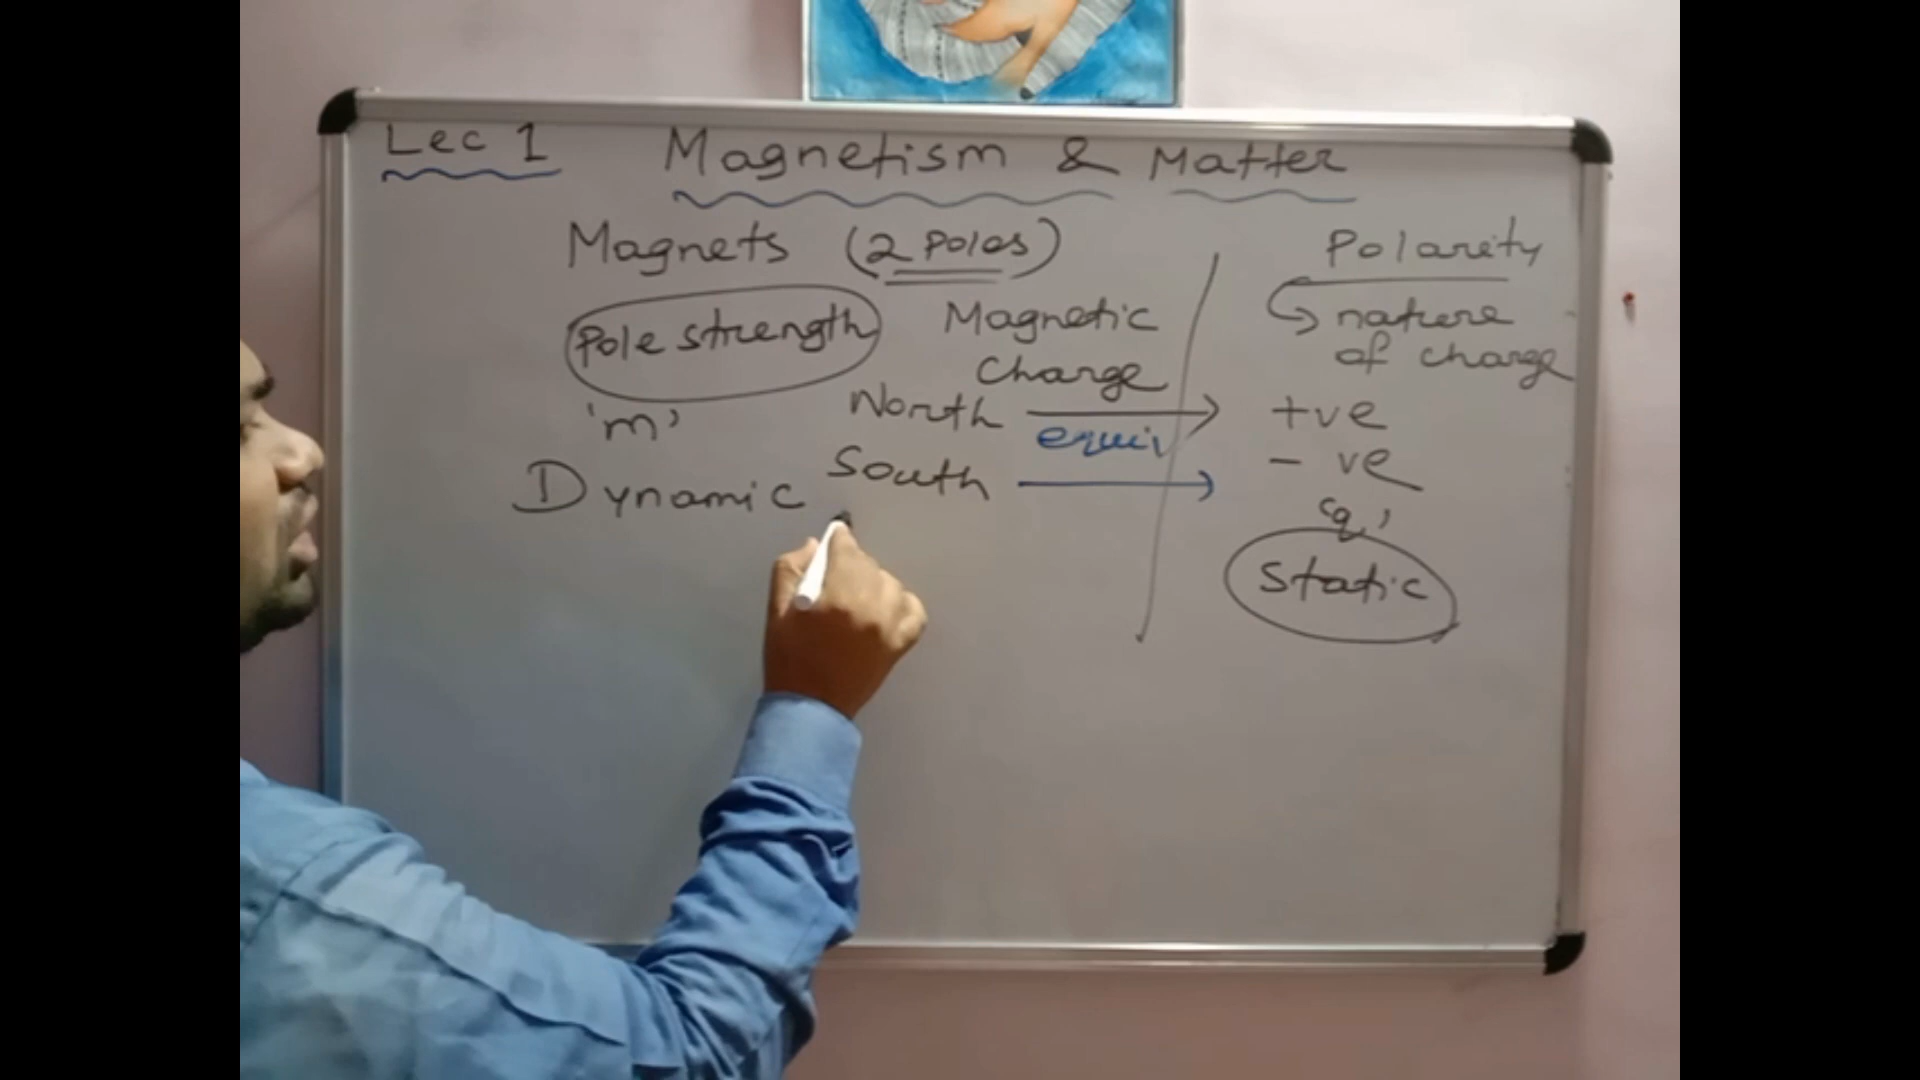 Lec 1 Magnetism & Matter
Magnets (2 Poles)
Pole strength
'm'
Magnetic
Charge
North equiv
South
Dynamic
Polarity
nature
of charge
+ve
- ve
'q'
Static